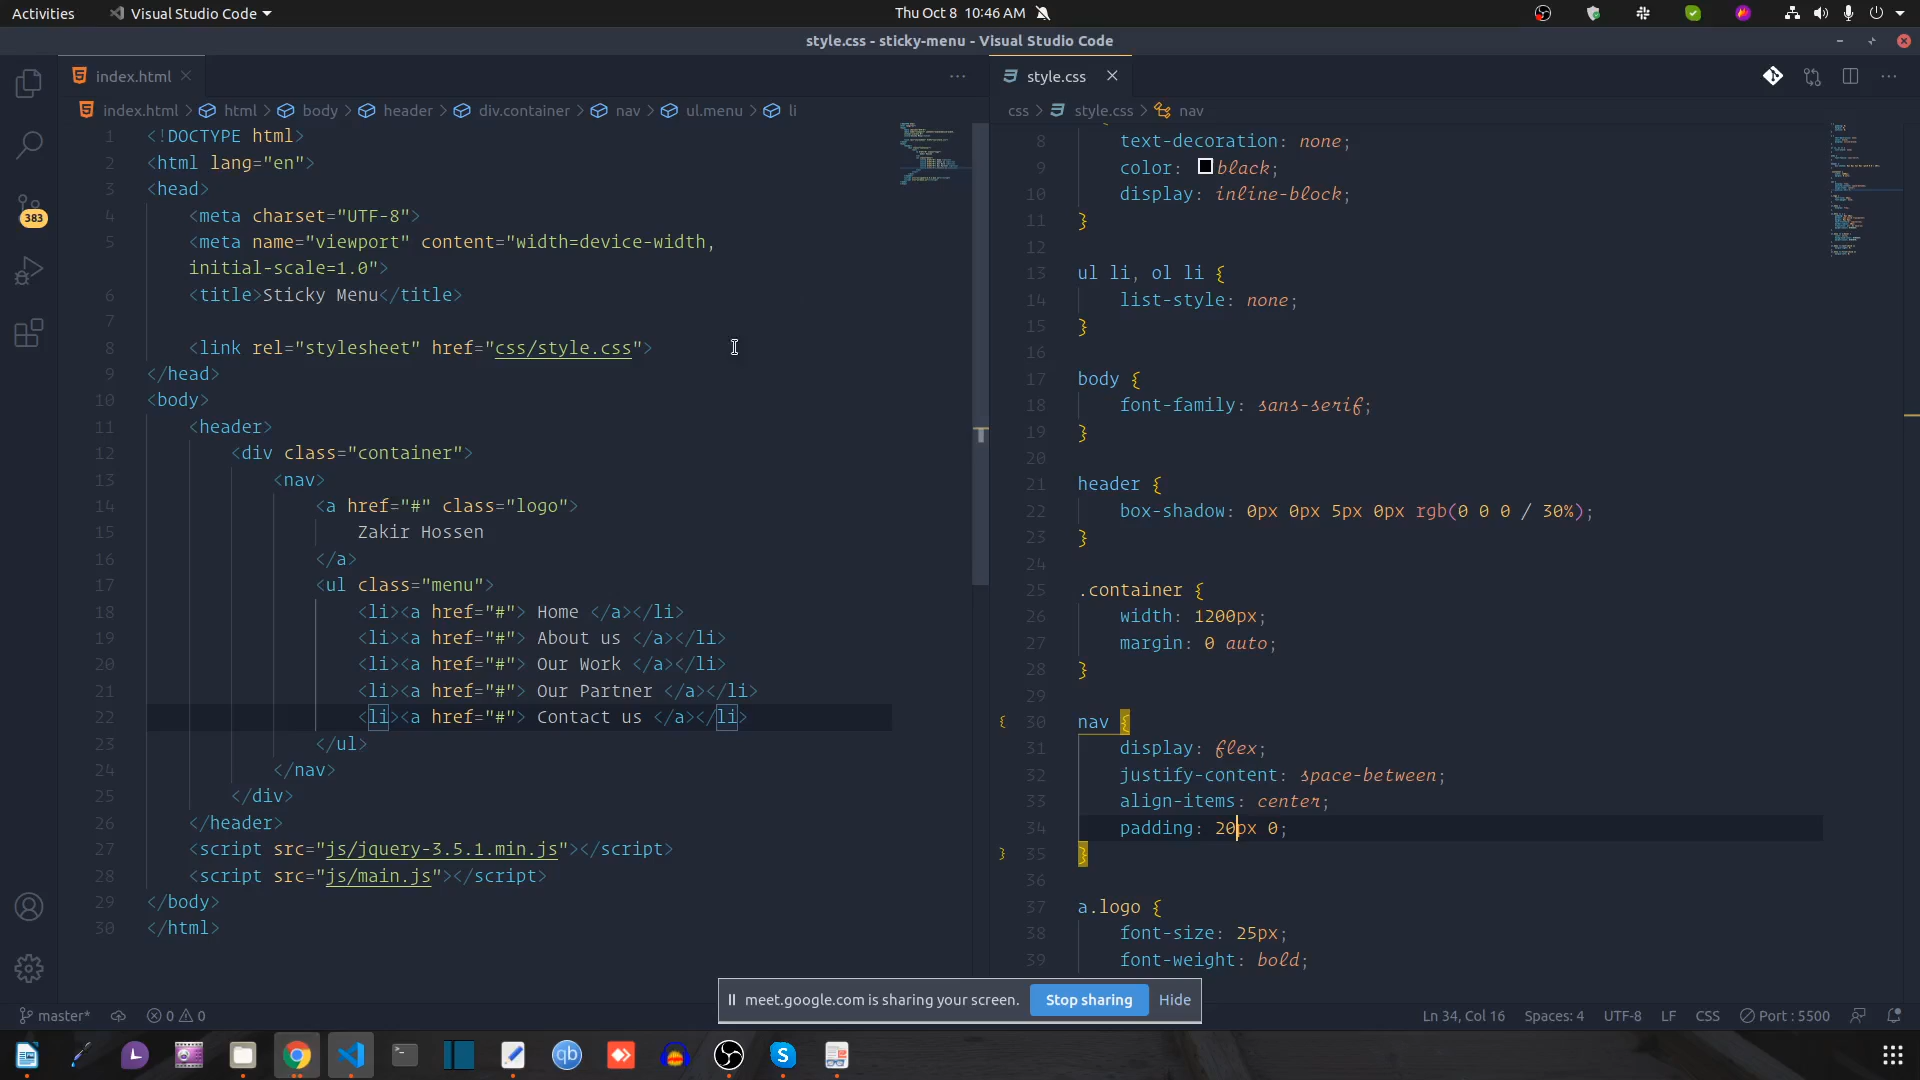 Activities
Visual Studio Code
Thu Oct 8 10:46 AM
style.css - sticky-menu - Visual Studio Code
index.html
index.html > html > body > header > div.container > nav > ul.menu > li
1 <!DOCTYPE html>
2 <html lang="en">
3 <head>
4 <meta charset="UTF-8">
5 <meta name="viewport" content="width=device-width,
initial-scale=1.0">
6 <title>Sticky Menu</title>
7
8 <link rel="stylesheet" href="css/style.css">
9 </head>
10 <body>
11 <header>
12 <div class="container">
13 <nav>
14 <a href="#" class="logo">
15 Zakir Hossen
16 </a>
17 <ul class="menu">
18 <li><a href="#"> Home </a></li>
19 <li><a href="#"> About us </a></li>
20 <li><a href="#"> Our Work </a></li>
21 <li><a href="#"> Our Partner </a></li>
22 <li><a href="#"> Contact us </a></li>
23 </ul>
24 </nav>
25 </div>
26 </header>
27 <script src="js/jquery-3.5.1.min.js"></script>
28 <script src="js/main.js"></script>
29 </body>
30 </html>
383
style.css
css > style.css > nav
8 text-decoration: none;
9 color: black;
10 display: inline-block;
11 }
12
13 ul li, ol li {
14 list-style: none;
15 }
16
17 body {
18 font-family: sans-serif;
19 }
20
21 header {
22 box-shadow: 0px 0px 5px 0px rgb(0 0 0 / 30%);
23 }
24
25 .container {
26 width: 1200px;
27 margin: 0 auto;
28 }
29
30 nav {
31 display: flex;
32 justify-content: space-between;
33 align-items: center;
34 padding: 20px 0;
35 }
36
37 a.logo {
38 font-size: 25px;
39 font-weight: bold;
meet.google.com is sharing your screen.
Stop sharing
Hide
master*
0 0
Ln 34, Col 16
Spaces: 4
UTF-8
LF
CSS
Port : 5500
qb